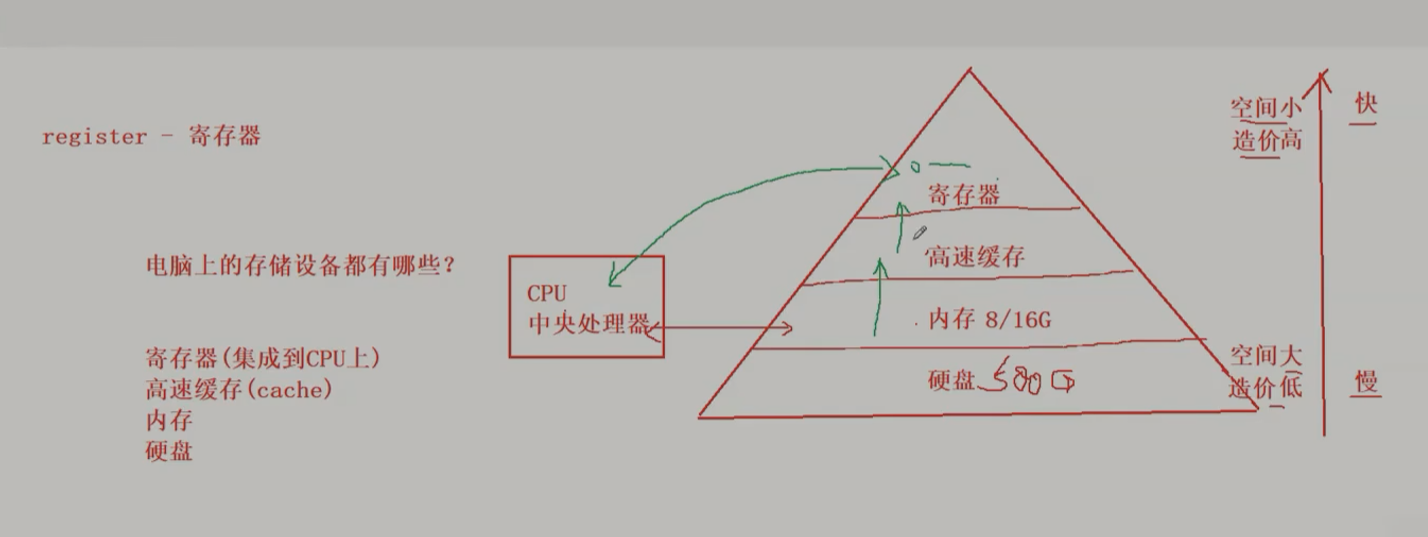 register - 寄存器
电脑上的存储设备都有哪些？
寄存器(集成到CPU上)
高速缓存(cache)
内存
硬盘
CPU
中央处理器
寄存器
高速缓存
内存 8/16G
硬盘 500G
空间小
造价高
快
空间大
造价低
慢